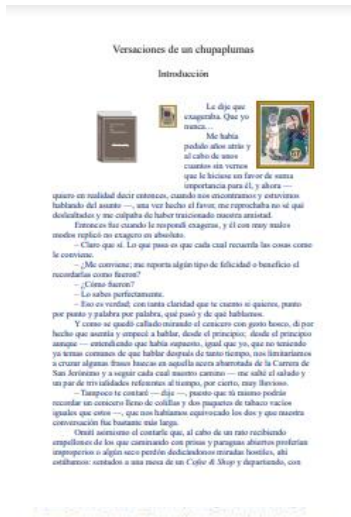 Versaciones de un chupaplumas
Introducción
Le dije que
exageraba. Que yo
nunca…
Me había
pedido años atrás y
al cabo de unos
cuantos sin vernos
que le hiciese un favor de suma
importancia para él, y ahora —
quiero en realidad decir entonces, cuando nos encontramos y estuvimos
hablando del asunto —, una vez hecho el favor, me reprochaba no sé qué
deslealtades y me culpaba de haber traicionado nuestra amistad.
Entonces fue cuando le respondí exageras, y él con muy malos
modos replicó no exagero en absoluto.
– Claro que sí. Lo que pasa es que cada cual recuerda las cosas como
le conviene.
– ¿Me conviene; me reporta algún tipo de felicidad o beneficio el
recordarlas como fueron?
– ¿Cómo fueron?
– Lo sabes perfectamente.
– Eso es verdad; con tanta claridad que te cuento si quieres, punto
por punto y palabra por palabra, qué pasó y de qué hablamos.
Y como se quedó callado mirando el cenicero con gesto hosco, di por
hecho que asentía y empecé a hablar, desde el principio; desde el principio
aunque — entendiendo que había supuesto, igual que yo, que no teniendo
ya temas comunes de que hablar después de tanto tiempo, nos limitaríamos
a cruzar algunas frases huecas en aquella acera abarrotada de la Carrera de
San Jerónimo y a seguir cada cual nuestro camino — me salté el saludo y
un par de trivialidades referentes al tiempo, por cierto, muy lluvioso.
– Tampoco te contaré — dije —, puesto que tú mismo podrás
recordar un cenicero lleno de colillas y dos paquetes de tabaco vacíos
iguales que estos —, que nos habíamos equivocado los dos y que nuestra
conversación fue bastante más larga.
Omití asimismo el contarle que, al cabo de un rato recibiendo
empellones de los que caminando con prisas y paraguas abiertos proferían
improperios o algún seco perdón dedicándonos miradas hostiles, ahí
estábamos: sentados a una mesa de un Coffee & Shop y departiendo, con